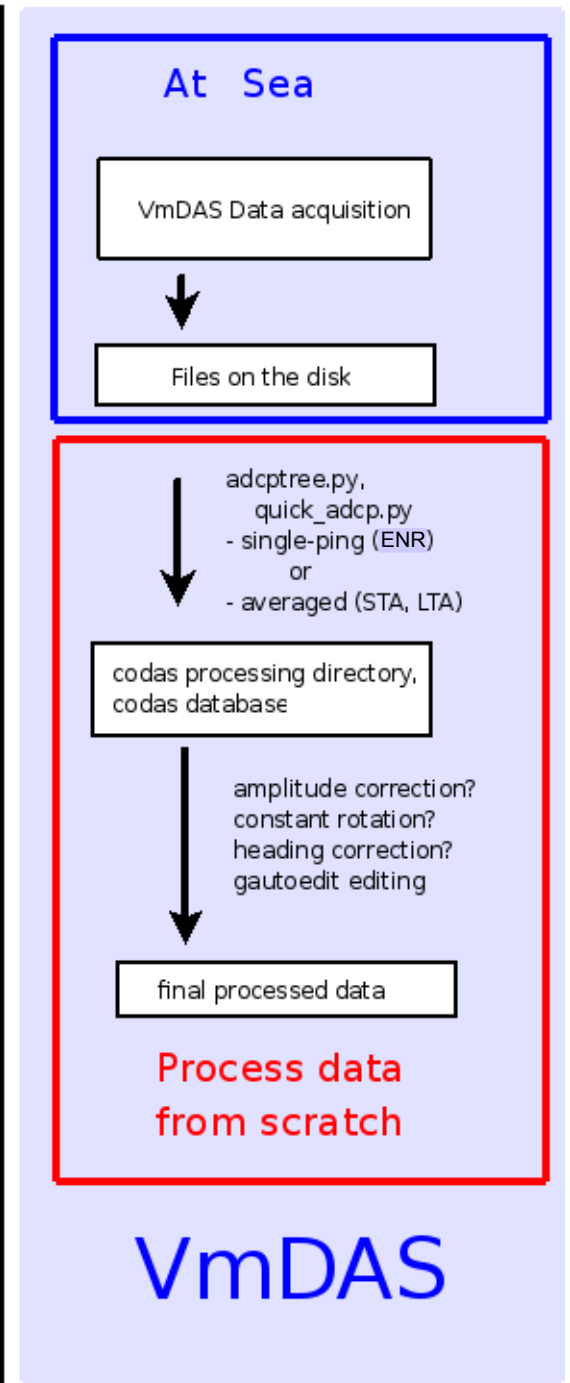 At Sea
VmDAS Data acquisition
Files on the disk
adcptree.py,
quick_adcp.py
- single-ping (ENR)
or
- averaged (STA, LTA)
codas processing directory,
codas database
amplitude correction?
constant rotation?
heading correction?
gautoedit editing
final processed data
Process data
from scratch
VmDAS